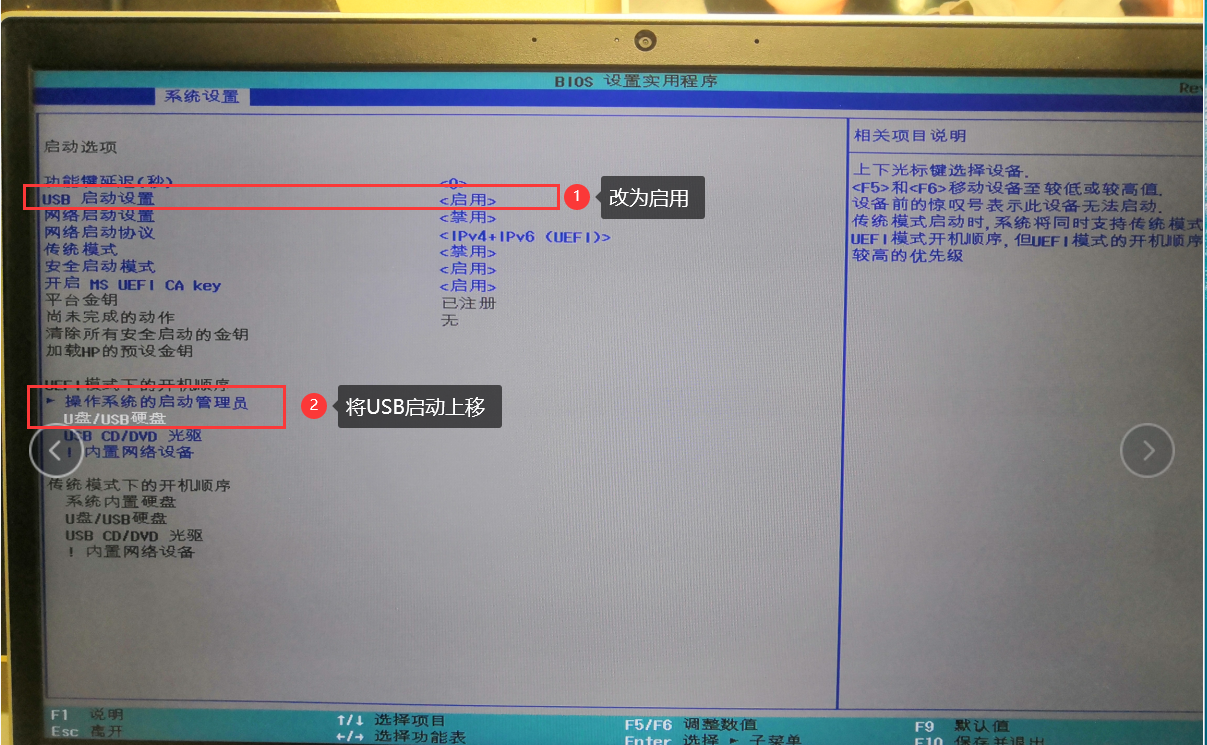 BIOS 设置实用程序
系统设置
启动选项
功能键延迟(秒) <0>
USB 启动设置 <启用>
1 改为启用
网络启动设置 <禁用>
网络启动协议 <IPv4+IPv6 (UEFI)>
传统模式 <禁用>
安全启动模式 <启用>
开启 MS UEFI CA key <启用>
平台金钥 已注册
尚未完成的动作 无
清除所有安全启动的金钥
加载HP的预设金钥
UEFI模式下的开机顺序
► 操作系统的启动管理员
2 将USB启动上移
U盘/USB硬盘
USB CD/DVD 光驱
! 内置网络设备
传统模式下的开机顺序
系统内置硬盘
U盘/USB硬盘
USB CD/DVD 光驱
! 内置网络设备
相关项目说明
上下光标键选择设备.
<F5>和<F6>移动设备至较低或较高值.
设备前的惊叹号表示此设备无法启动.
传统模式启动时,系统将同时支持传统模式
UEFI模式开机顺序,但UEFI模式的开机顺序
较高的优先级
F1 说明 ↑/↓ 选择项目 F5/F6 调整数值 F9 默认值
Esc 离开 ←/→ 选择功能表 Enter 选择 ► 子菜单 F10 保存并退出